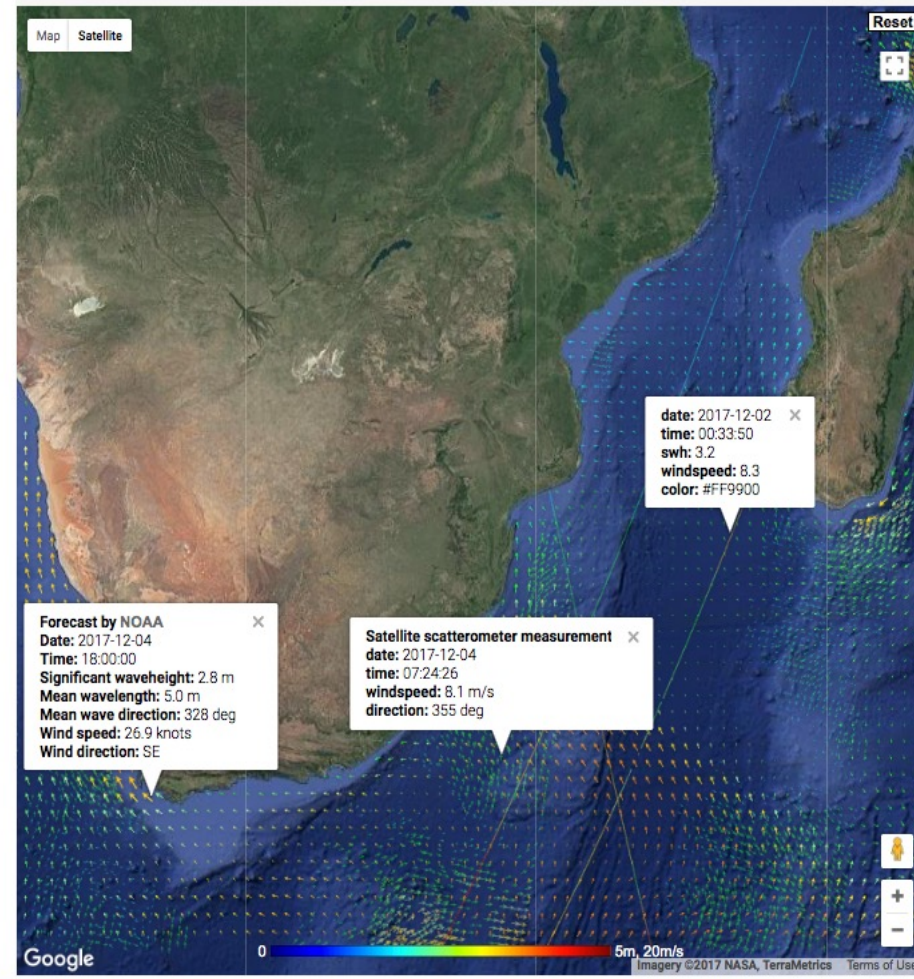 Map Satellite
Reset
date: 2017-12-02 ×
time: 00:33:50
swh: 3.2
windspeed: 8.3
color: #FF9900
Forecast by NOAA ×
Date: 2017-12-04
Time: 18:00:00
Significant waveheight: 2.8 m
Mean wavelength: 5.0 m
Mean wave direction: 328 deg
Wind speed: 26.9 knots
Wind direction: SE
Satellite scatterometer measurement ×
date: 2017-12-04
time: 07:24:26
windspeed: 8.1 m/s
direction: 355 deg
+
−
Google
0 5m, 20m/s
Imagery ©2017 NASA, TerraMetrics Terms of Use